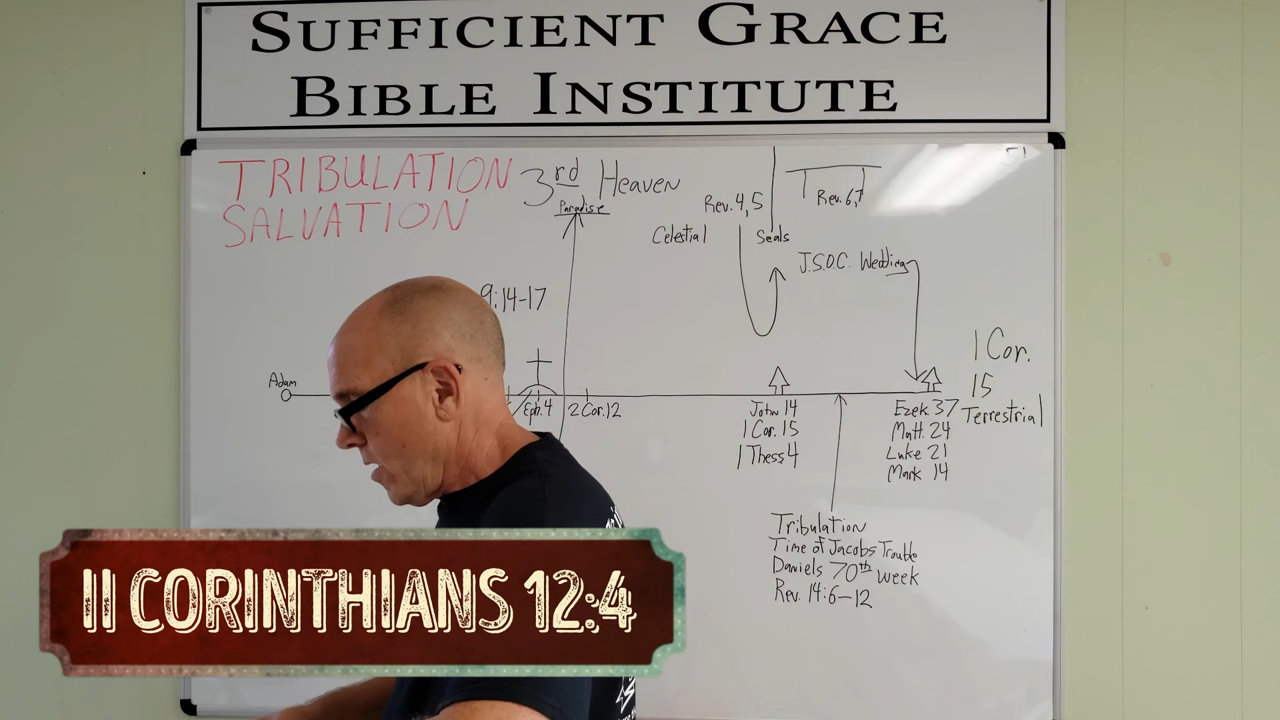 SUFFICIENT GRACE
BIBLE INSTITUTE
TRIBULATION
SALVATION
3rd Heaven
Paradise
Rev. 4,5
Rev. 6,7
Celestial
Seals
J.S.O.C. Wedding
9:14-17
Adam
Eph. 4
2 Cor. 12
John 14
1 Cor. 15
1 Thess 4
Ezek 37
Matt. 24
Luke 21
Mark 14
1 Cor.
15
Terrestrial
Tribulation
Time of Jacobs Trouble
Daniels 70th week
Rev. 14:6-12
II CORINTHIANS 12:4